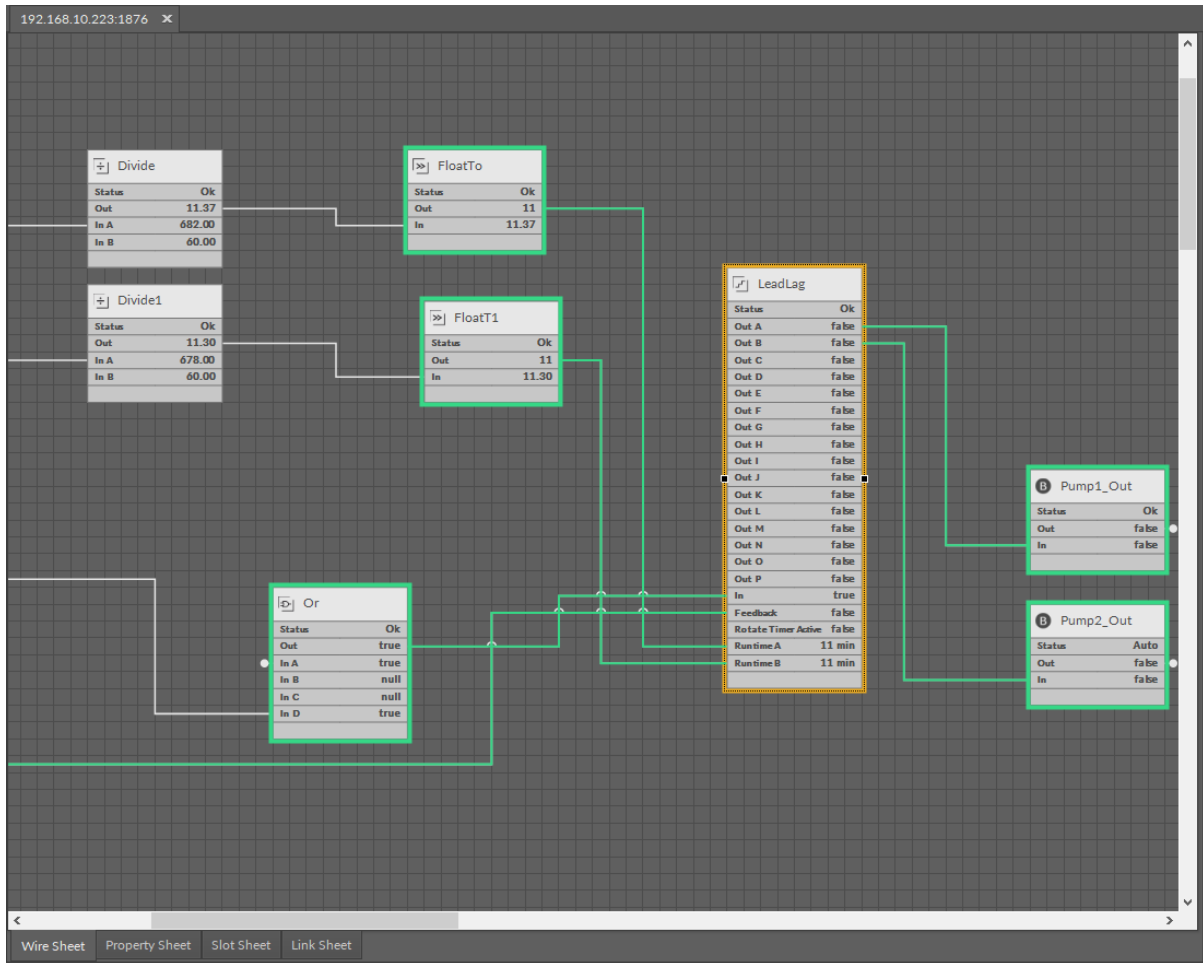 192.168.10.223:1876 ×
Divide
Status Ok
Out 11.37
In A 682.00
In B 60.00
FloatTo
Status Ok
Out 11
In 11.37
Divide1
Status Ok
Out 11.30
In A 678.00
In B 60.00
FloatT1
Status Ok
Out 11
In 11.30
LeadLag
Status Ok
Out A false
Out B false
Out C false
Out D false
Out E false
Out F false
Out G false
Out H false
Out I false
Out J false
Out K false
Out L false
Out M false
Out N false
Out O false
Out P false
In true
Feedback false
Rotate Timer Active false
Runtime A 11 min
Runtime B 11 min
B Pump1_Out
Status Ok
Out false
In false
Or
Status Ok
Out true
In A true
In B null
In C null
In D true
B Pump2_Out
Status Auto
Out false
In false
Wire Sheet Property Sheet Slot Sheet Link Sheet